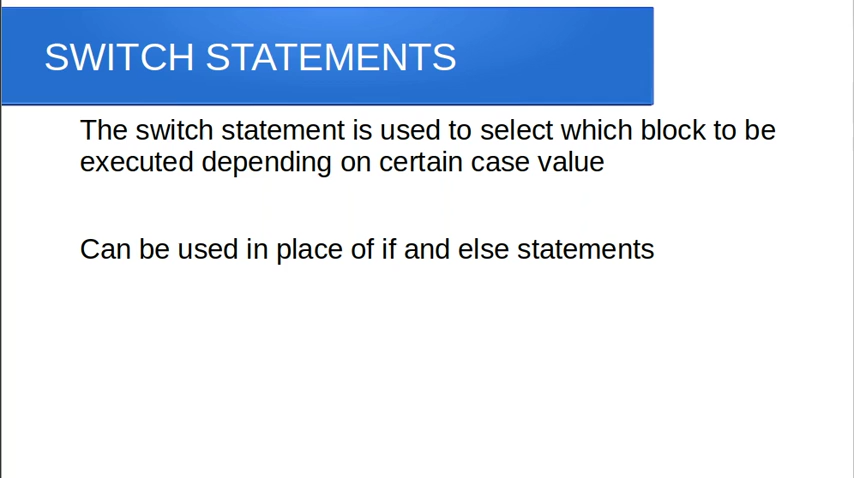 SWITCH STATEMENTS
The switch statement is used to select which block to be
executed depending on certain case value
Can be used in place of if and else statements